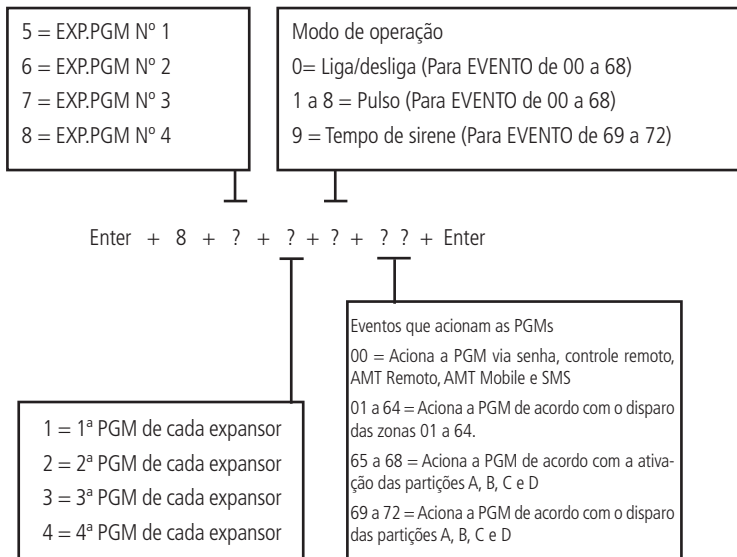 5 = EXP.PGM Nº 1
6 = EXP.PGM Nº 2
7 = EXP.PGM Nº 3
8 = EXP.PGM Nº 4
Modo de operação
0= Liga/desliga (Para EVENTO de 00 a 68)
1 a 8 = Pulso (Para EVENTO de 00 a 68)
9 = Tempo de sirene (Para EVENTO de 69 a 72)
Enter + 8 + ? + ? + ? + ? ? + Enter
1 = 1ª PGM de cada expansor
2 = 2ª PGM de cada expansor
3 = 3ª PGM de cada expansor
4 = 4ª PGM de cada expansor
Eventos que acionam as PGMs
00 = Aciona a PGM via senha, controle remoto,
AMT Remoto, AMT Mobile e SMS
01 a 64 = Aciona a PGM de acordo com o disparo
das zonas 01 a 64.
65 a 68 = Aciona a PGM de acordo com a ativa-
ção das partições A, B, C e D
69 a 72 = Aciona a PGM de acordo com o disparo
das partições A, B, C e D